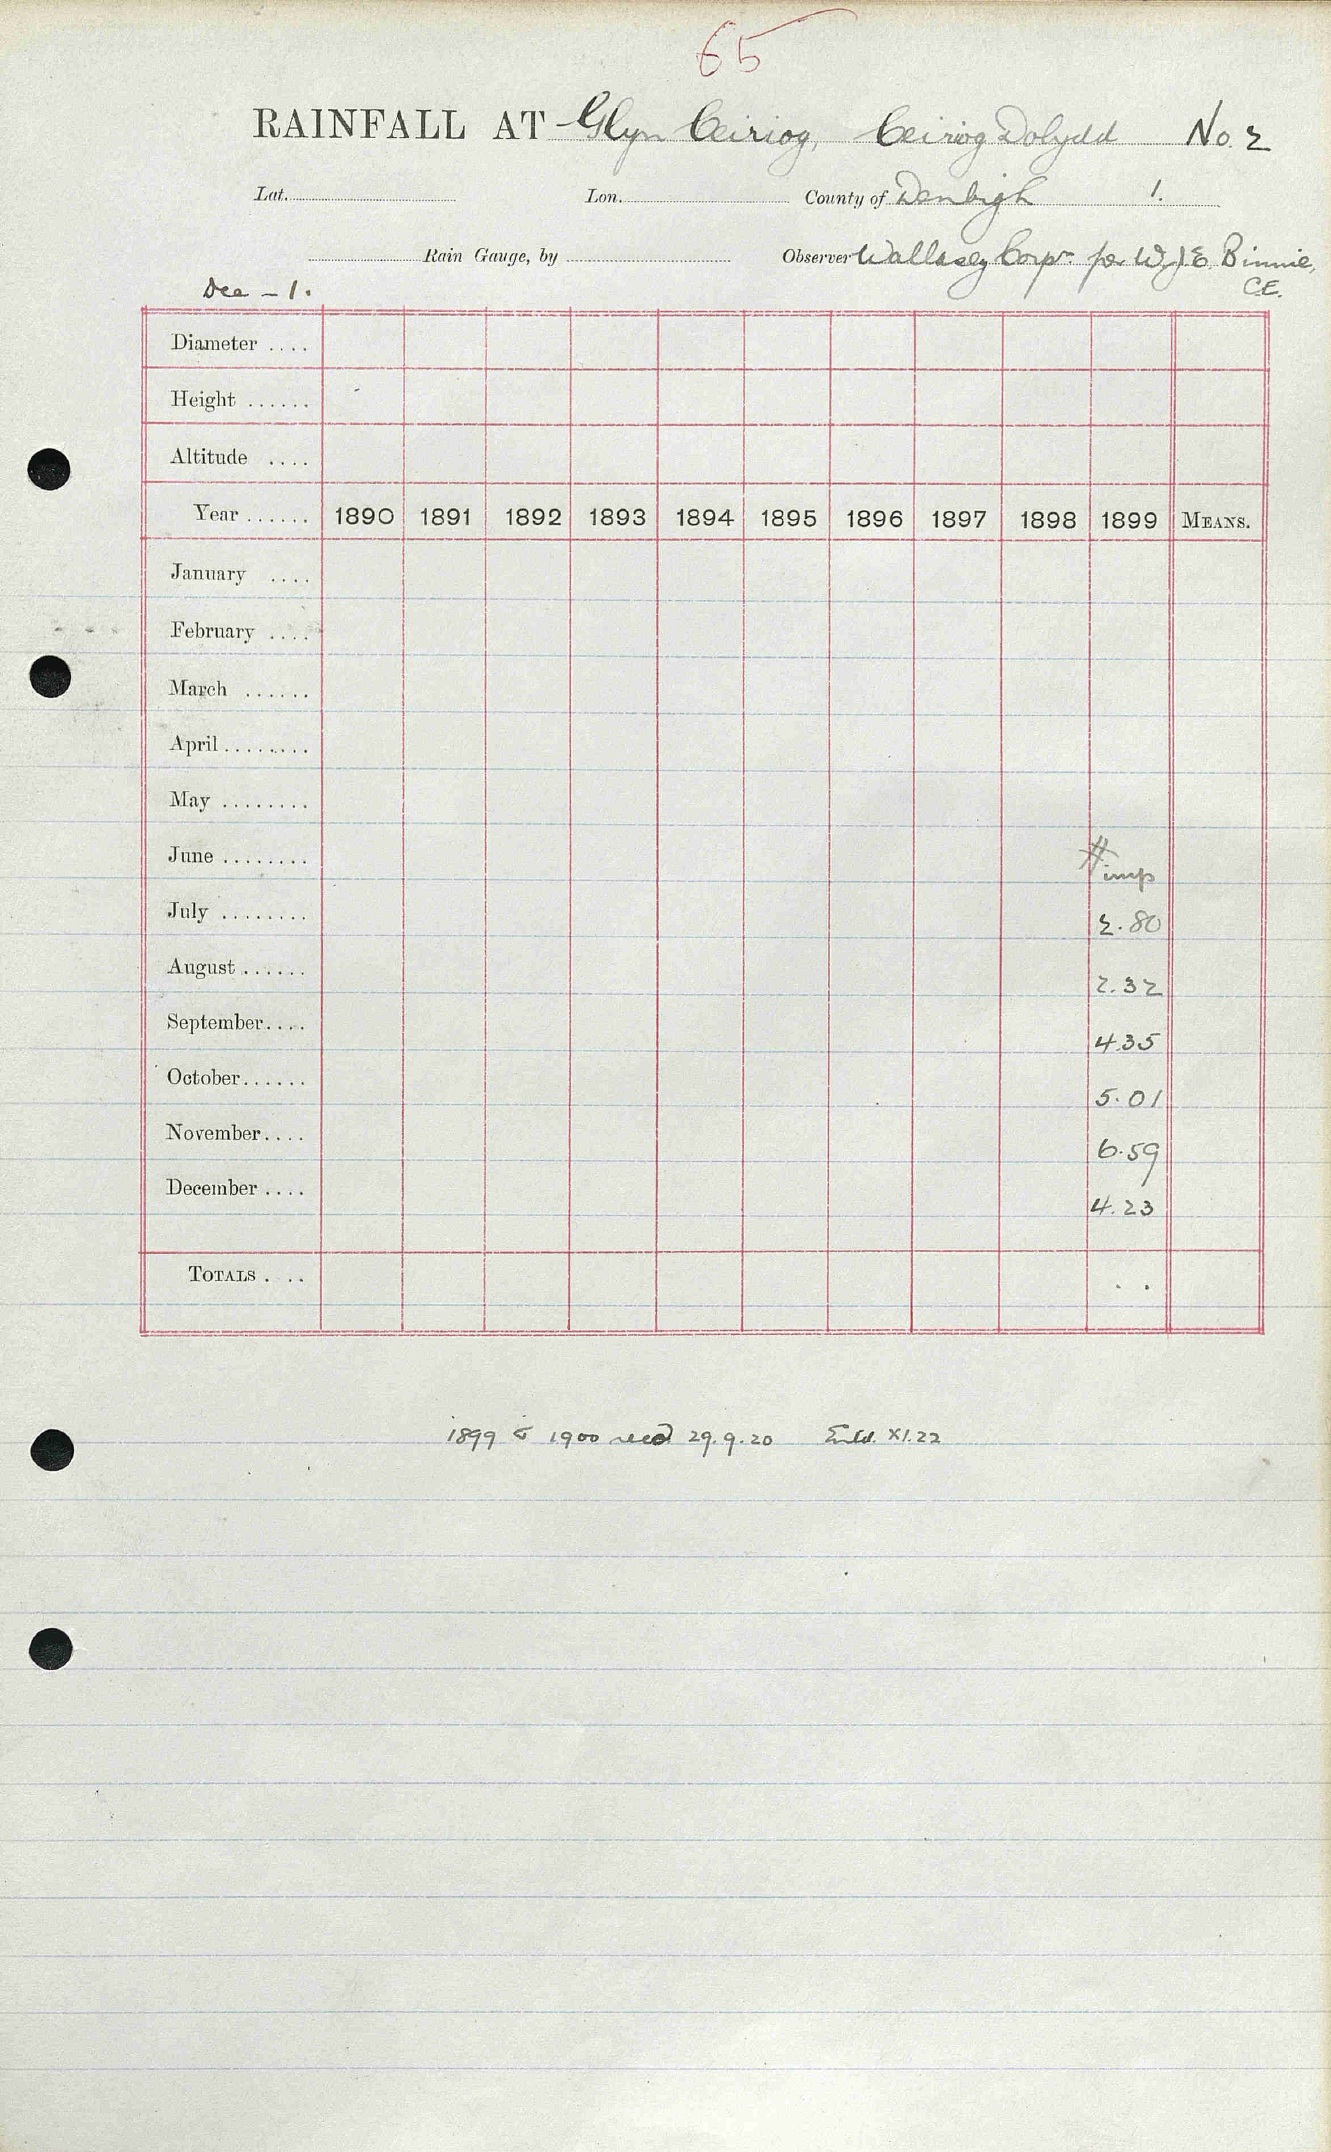 65
RAINFALL AT Glyn Ceiriog, Ceiriog Dolydd No. 2
Lat. Lon. County of Denbigh 1.
Rain Gauge, by Observer Wallasey Corpn per W.J.E. Binnie,
C.E.
Dee - 1.
Diameter ....
Height ......
Altitude ....
Year ...... 1890 1891 1892 1893 1894 1895 1896 1897 1898 1899 MEANS.
January ....
February ....
March ......
April ........
May ........
June ........ # imp
July ........ 2.80
August ...... 2.32
September.... 4.35
October...... 5.01
November.... 6.59
December .... 4.23
TOTALS . .. . .
1899 & 1900 recd 29.9.20 Entd. XI.22